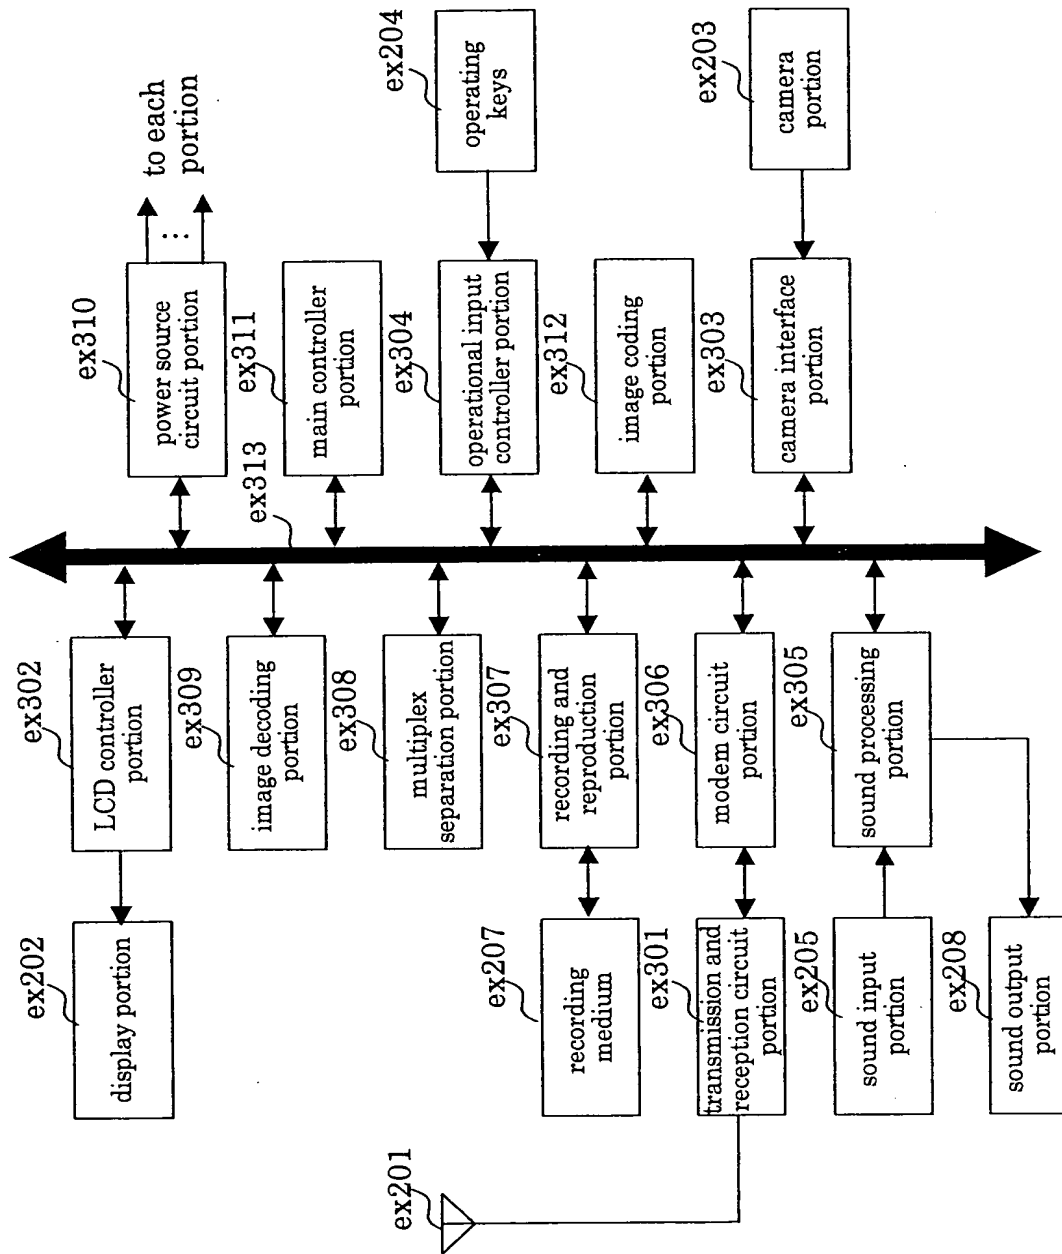 ex201
ex202
display portion
ex302
LCD controller
portion
ex309
image decoding
portion
ex308
multiplex
separation portion
ex207
recording
medium
ex307
recording and
reproduction
portion
ex301
transmission and
reception circuit
portion
ex306
modem circuit
portion
ex205
sound input
portion
ex305
sound processing
portion
ex208
sound output
portion
ex313
ex310
power source
circuit portion
to each
portion
ex311
main controller
portion
ex304
operational input
controller portion
ex204
operating
keys
ex312
image coding
portion
ex303
camera interface
portion
ex203
camera
portion